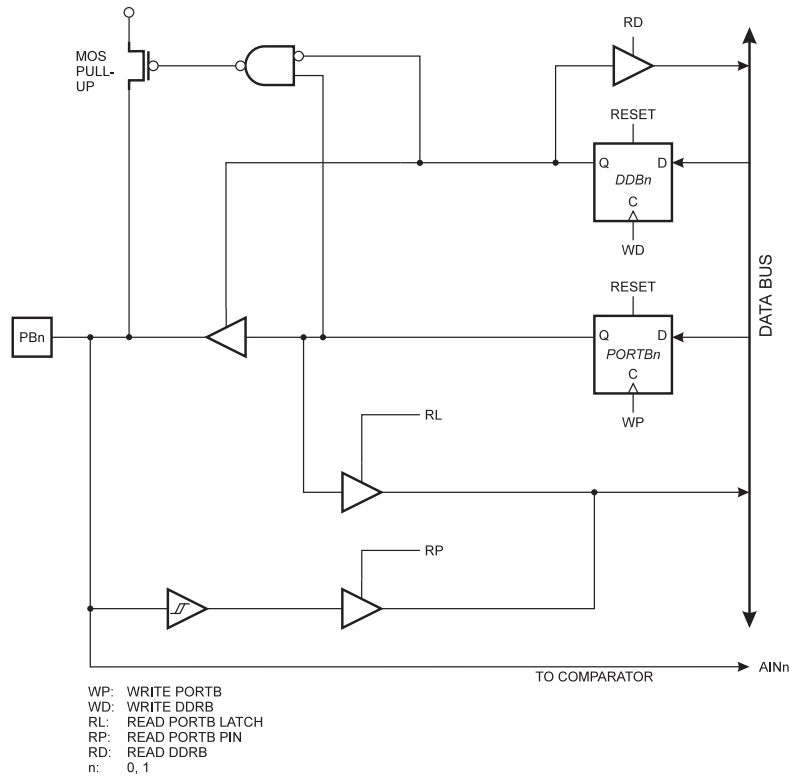 RD
MOS
PULL-
UP
RESET
Q D
DDBn
C
WD
RESET
PBn
Q D
PORTBn
C
WP
DATA BUS
RL
RP
TO COMPARATOR
AINn
WP: WRITE PORTB
WD: WRITE DDRB
RL: READ PORTB LATCH
RP: READ PORTB PIN
RD: READ DDRB
n: 0, 1